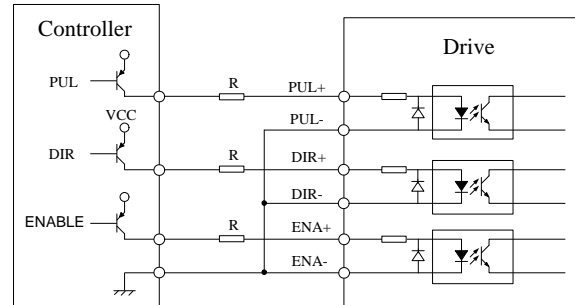 Controller
Drive
PUL
R
PUL+
VCC
PUL-
DIR
R
DIR+
DIR-
ENABLE
R
ENA+
ENA-